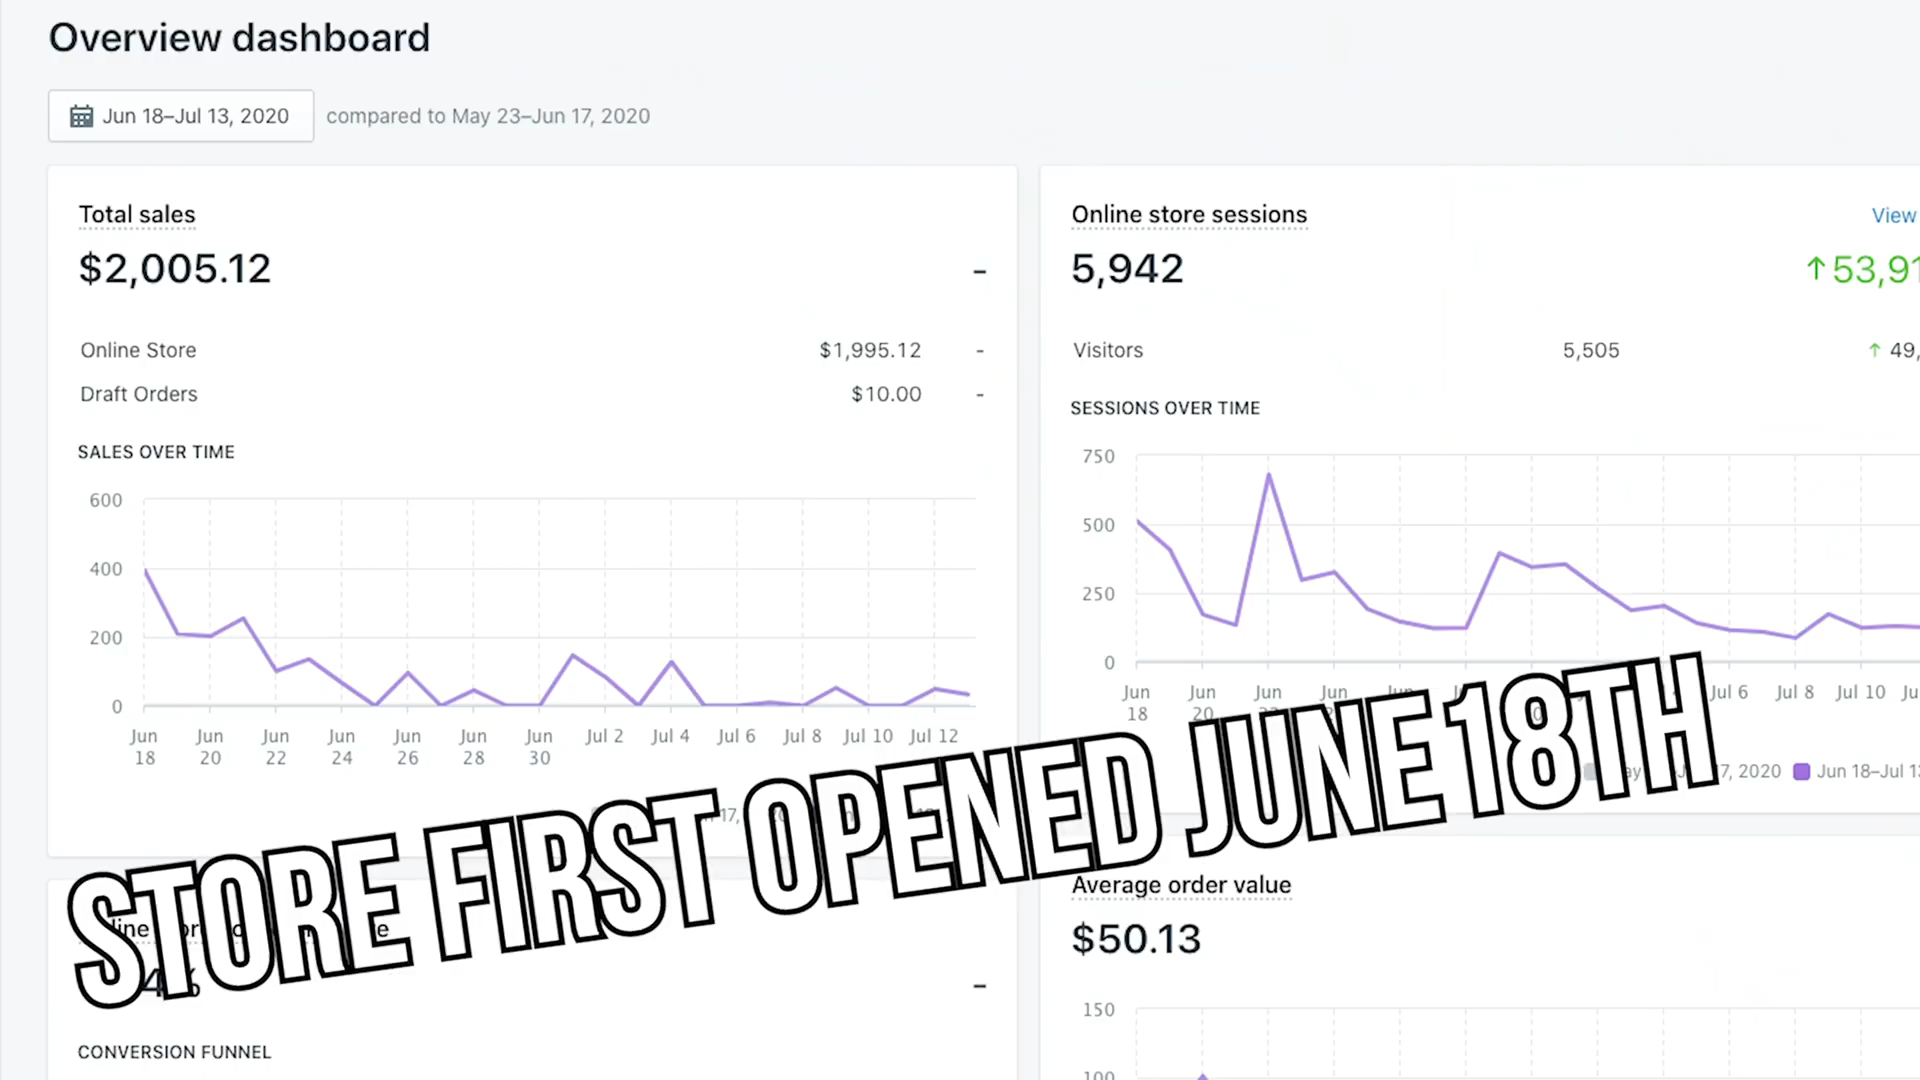 Overview dashboard
Jun 18–Jul 13, 2020
compared to May 23–Jun 17, 2020
Total sales
$2,005.12
-
Online Store
$1,995.12
-
Draft Orders
$10.00
-
SALES OVER TIME
600
400
200
0
Jun 18
Jun 20
Jun 22
Jun 24
Jun 26
Jun 28
Jun 30
Jul 2
Jul 4
Jul 6
Jul 8
Jul 10
Jul 12
Online store sessions
View
5,942
↑53,91
Visitors
5,505
↑ 49,
SESSIONS OVER TIME
750
500
250
0
Jun 18
Jun 20
Jun
Jun
Jul 6
Jul 8
Jul 10
2020
Jun 18–Jul 13
STORE FIRST OPENED JUNE 18TH
-
CONVERSION FUNNEL
Average order value
$50.13
150
100